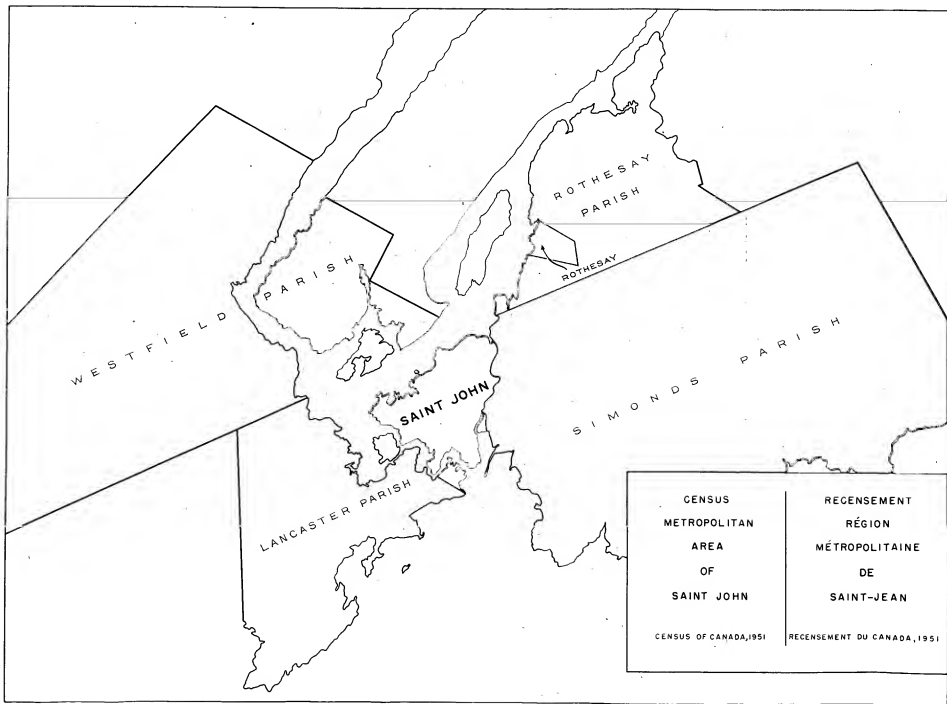 ROTHESAY
PARISH
ROTHESAY
WESTFIELD PARISH
SIMONDS PARISH
SAINT JOHN
LANCASTER PARISH
CENSUS
METROPOLITAN
AREA
OF
SAINT JOHN
CENSUS OF CANADA, 1951
RECENSEMENT
RÉGION
MÉTROPOLITAINE
DE
SAINT-JEAN
RECENSEMENT DU CANADA, 1951